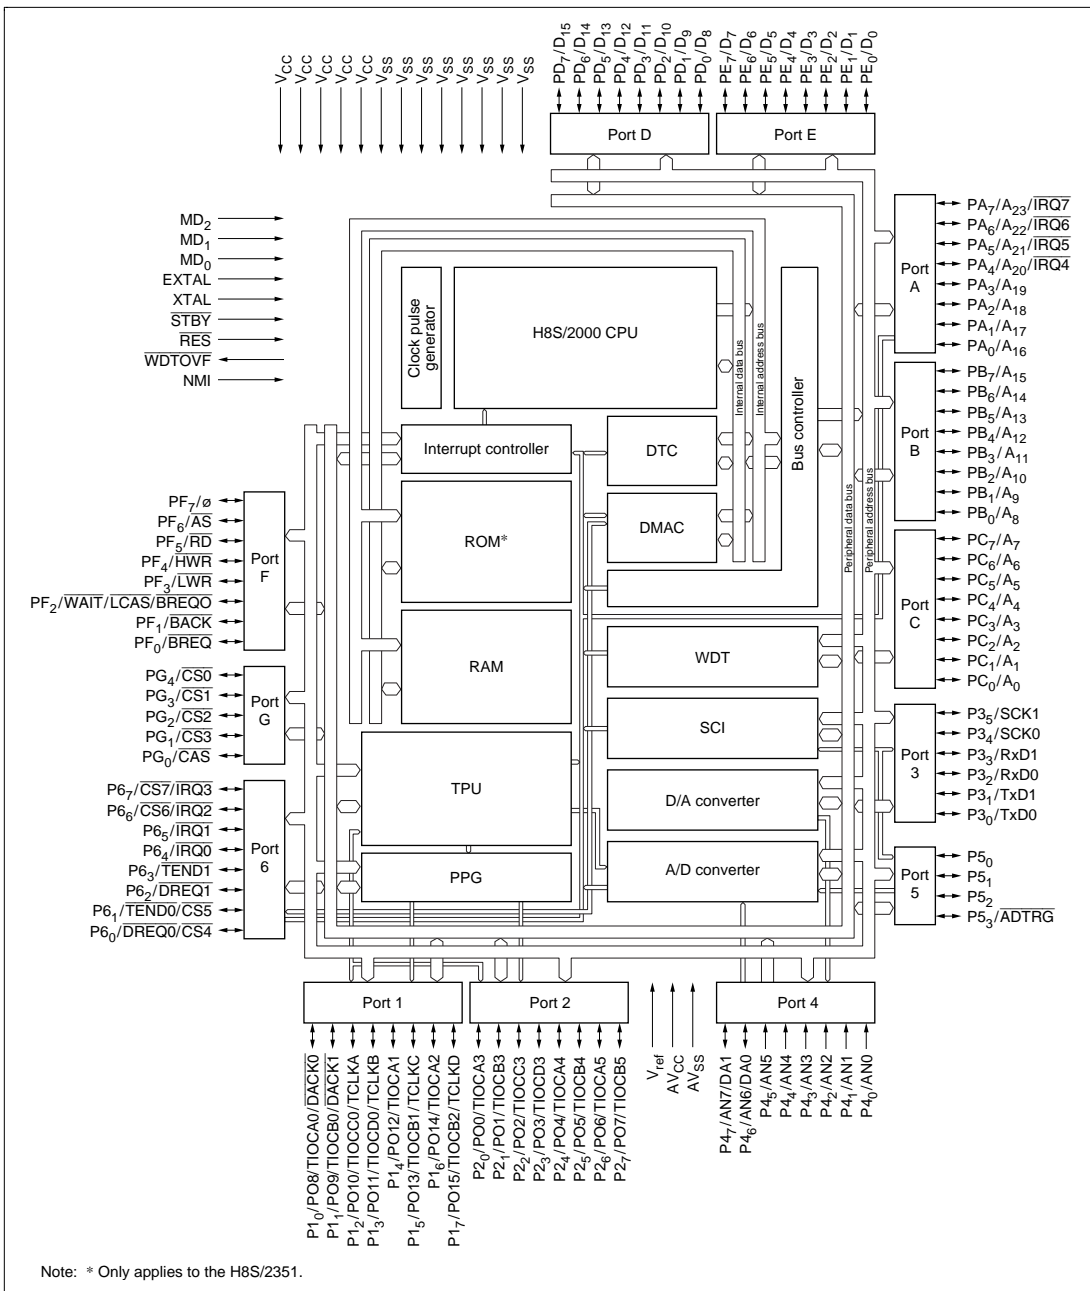 VCC
VCC
VCC
VCC
VCC
VSS
VSS
VSS
VSS
VSS
VSS
VSS
VSS
PD7/D15
PD6/D14
PD5/D13
PD4/D12
PD3/D11
PD2/D10
PD1/D9
PD0/D8
PE7/D7
PE6/D6
PE5/D5
PE4/D4
PE3/D3
PE2/D2
PE1/D1
PE0/D0
Port D
Port E
MD2
MD1
MD0
EXTAL
XTAL
STBY
RES
WDTOVF
NMI
Clock pulse generator
H8S/2000 CPU
Internal data bus
Internal address bus
Bus controller
Peripheral data bus
Peripheral address bus
Interrupt controller
DTC
ROM*
DMAC
RAM
WDT
SCI
TPU
D/A converter
PPG
A/D converter
Port A
PA7/A23/IRQ7
PA6/A22/IRQ6
PA5/A21/IRQ5
PA4/A20/IRQ4
PA3/A19
PA2/A18
PA1/A17
PA0/A16
Port B
PB7/A15
PB6/A14
PB5/A13
PB4/A12
PB3/A11
PB2/A10
PB1/A9
PB0/A8
Port C
PC7/A7
PC6/A6
PC5/A5
PC4/A4
PC3/A3
PC2/A2
PC1/A1
PC0/A0
Port 3
P35/SCK1
P34/SCK0
P33/RxD1
P32/RxD0
P31/TxD1
P30/TxD0
Port 5
P50
P51
P52
P53/ADTRG
PF7/ø
PF6/AS
PF5/RD
PF4/HWR
PF3/LWR
PF2/WAIT/LCAS/BREQO
PF1/BACK
PF0/BREQ
Port F
PG4/CS0
PG3/CS1
PG2/CS2
PG1/CS3
PG0/CAS
Port G
P67/CS7/IRQ3
P66/CS6/IRQ2
P65/IRQ1
P64/IRQ0
P63/TEND1
P62/DREQ1
P61/TEND0/CS5
P60/DREQ0/CS4
Port 6
Port 1
Port 2
Port 4
P10/PO8/TIOCA0/DACK0
P11/PO9/TIOCB0/DACK1
P12/PO10/TIOCC0/TCLKA
P13/PO11/TIOCD0/TCLKB
P14/PO12/TIOCA1
P15/PO13/TIOCB1/TCLKC
P16/PO14/TIOCA2
P17/PO15/TIOCB2/TCLKD
P20/PO0/TIOCA3
P21/PO1/TIOCB3
P22/PO2/TIOCC3
P23/PO3/TIOCD3
P24/PO4/TIOCA4
P25/PO5/TIOCB4
P26/PO6/TIOCA5
P27/PO7/TIOCB5
Vref
AVCC
AVSS
P47/AN7/DA1
P46/AN6/DA0
P45/AN5
P44/AN4
P43/AN3
P42/AN2
P41/AN1
P40/AN0
Note: * Only applies to the H8S/2351.